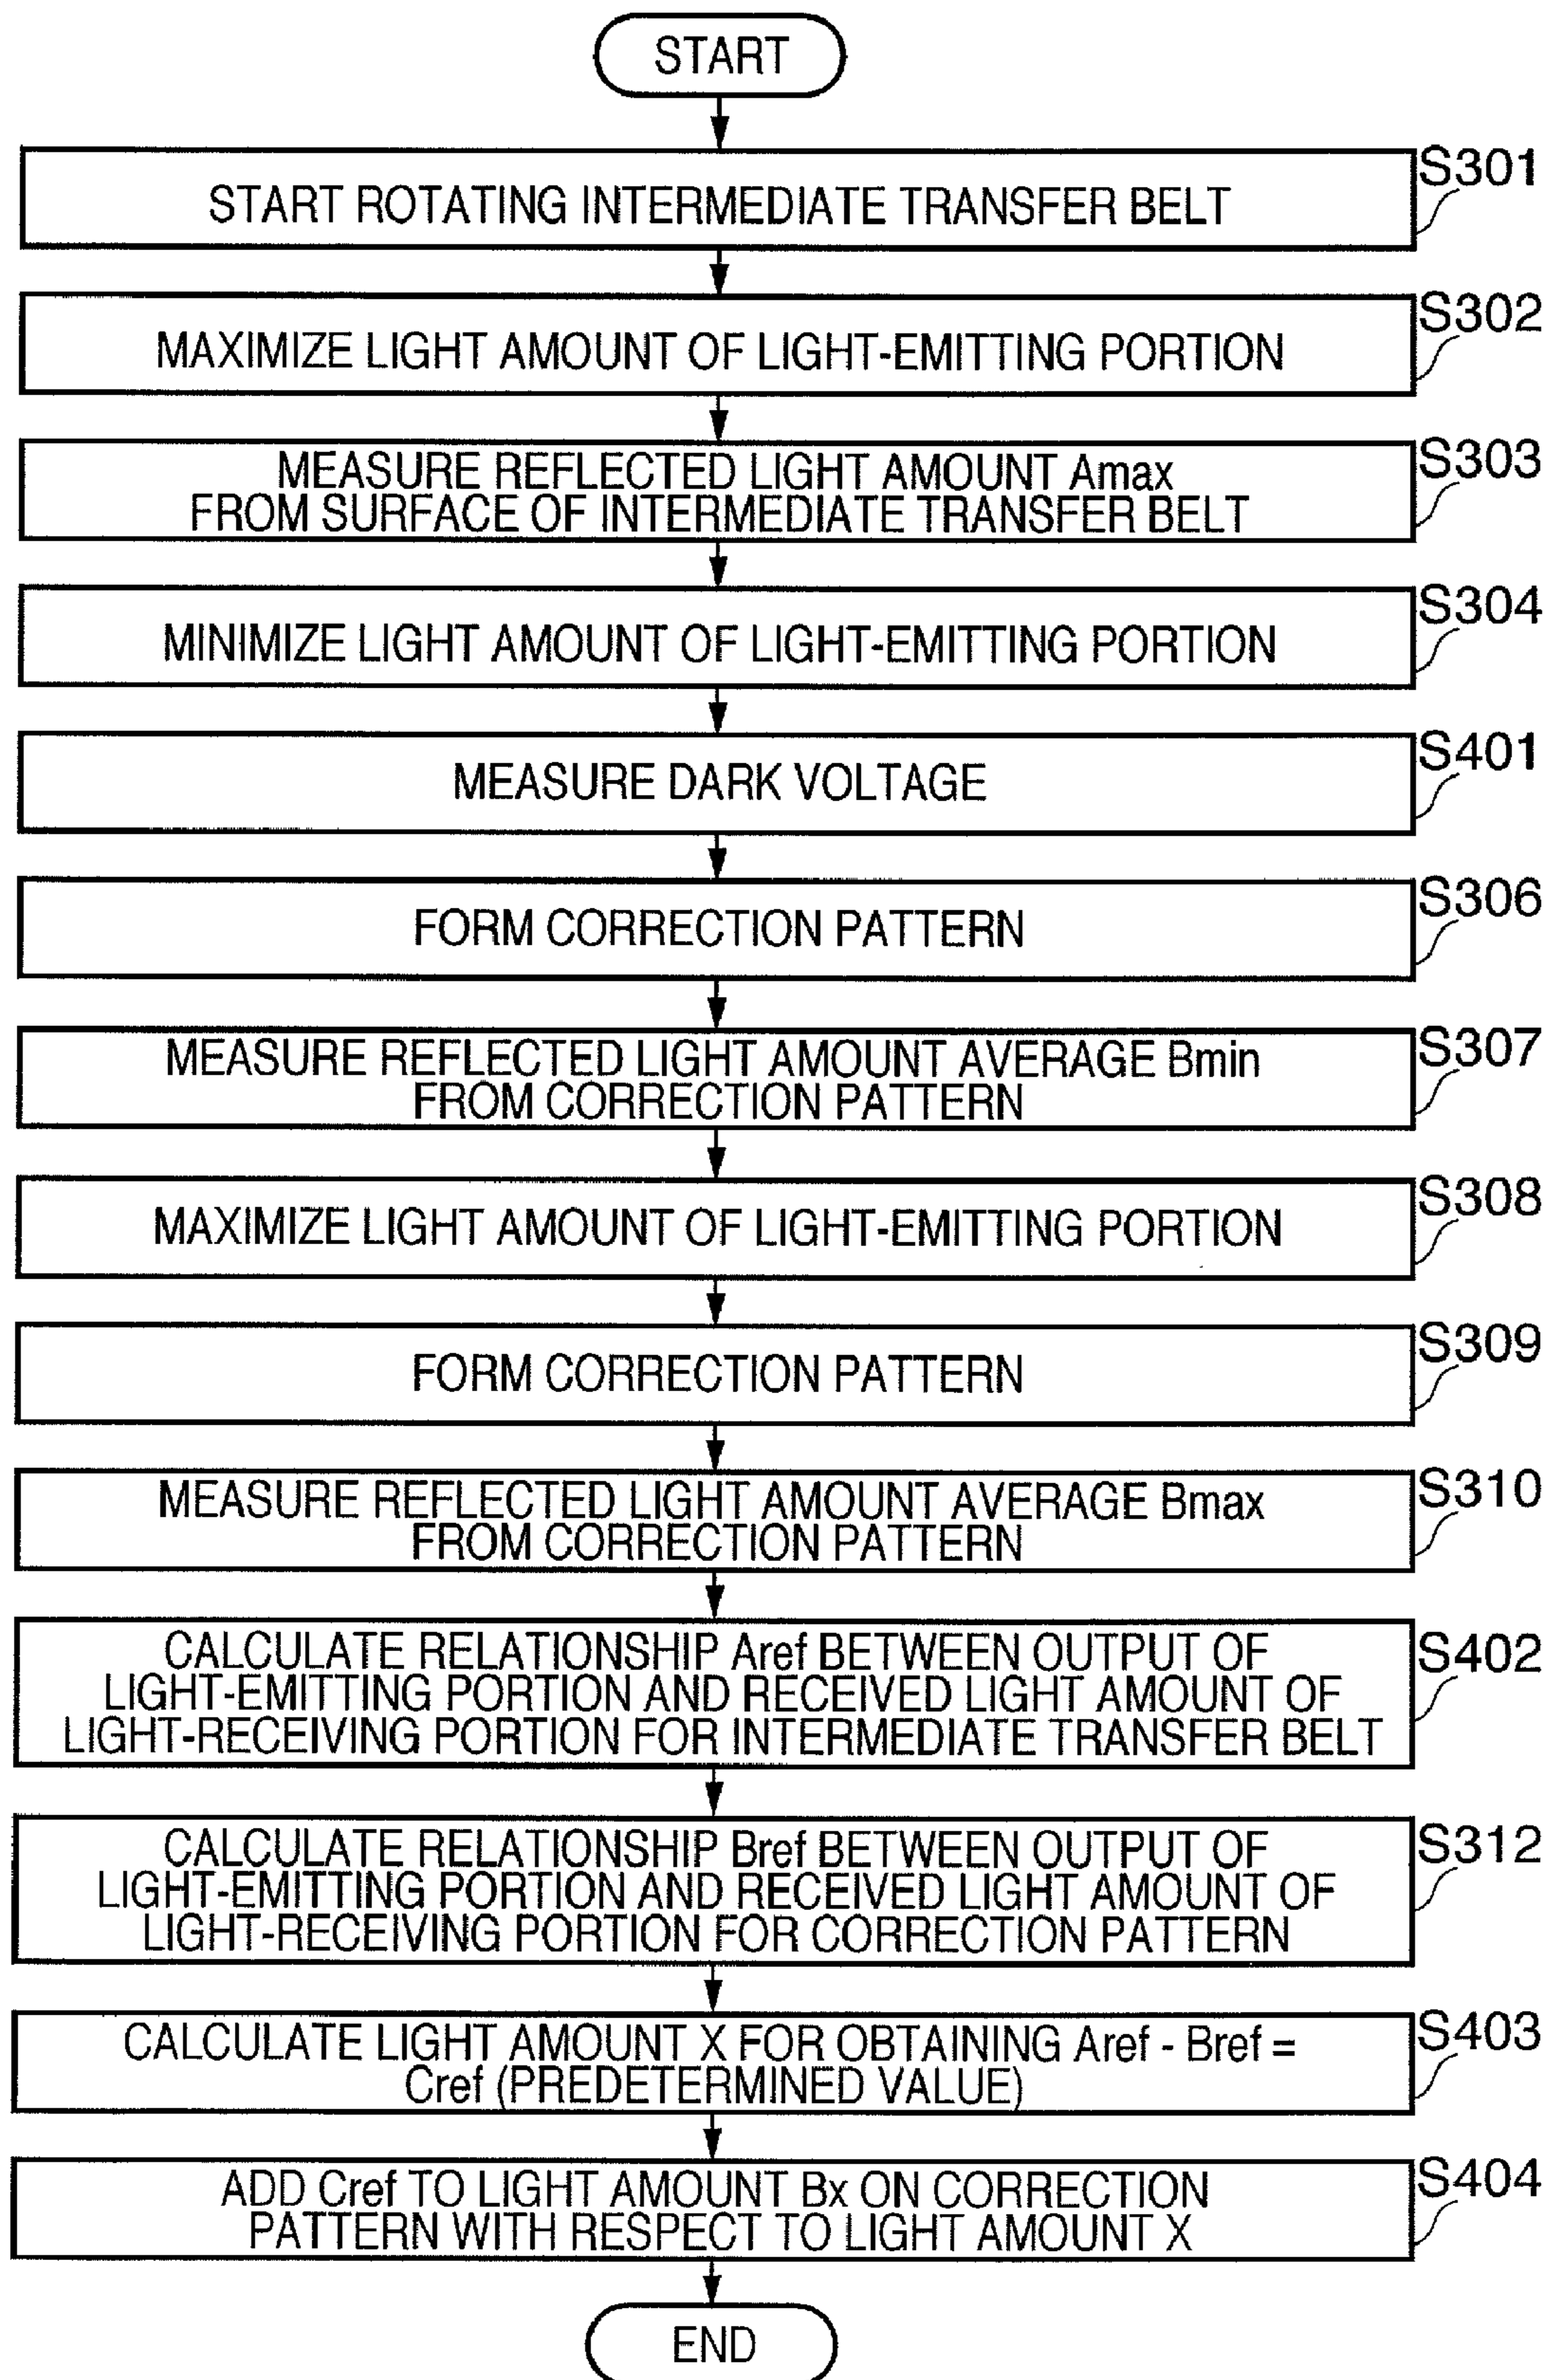 START
S301
START ROTATING INTERMEDIATE TRANSFER BELT
S302
MAXIMIZE LIGHT AMOUNT OF LIGHT-EMITTING PORTION
S303
MEASURE REFLECTED LIGHT AMOUNT Amax
FROM SURFACE OF INTERMEDIATE TRANSFER BELT
S304
MINIMIZE LIGHT AMOUNT OF LIGHT-EMITTING PORTION
S401
MEASURE DARK VOLTAGE
S306
FORM CORRECTION PATTERN
S307
MEASURE REFLECTED LIGHT AMOUNT AVERAGE Bmin
FROM CORRECTION PATTERN
S308
MAXIMIZE LIGHT AMOUNT OF LIGHT-EMITTING PORTION
S309
FORM CORRECTION PATTERN
S310
MEASURE REFLECTED LIGHT AMOUNT AVERAGE Bmax
FROM CORRECTION PATTERN
S402
CALCULATE RELATIONSHIP Aref BETWEEN OUTPUT OF
LIGHT-EMITTING PORTION AND RECEIVED LIGHT AMOUNT OF
LIGHT-RECEIVING PORTION FOR INTERMEDIATE TRANSFER BELT
S312
CALCULATE RELATIONSHIP Bref BETWEEN OUTPUT OF
LIGHT-EMITTING PORTION AND RECEIVED LIGHT AMOUNT OF
LIGHT-RECEIVING PORTION FOR CORRECTION PATTERN
S403
CALCULATE LIGHT AMOUNT X FOR OBTAINING Aref - Bref =
Cref (PREDETERMINED VALUE)
S404
ADD Cref TO LIGHT AMOUNT Bx ON CORRECTION
PATTERN WITH RESPECT TO LIGHT AMOUNT X
END